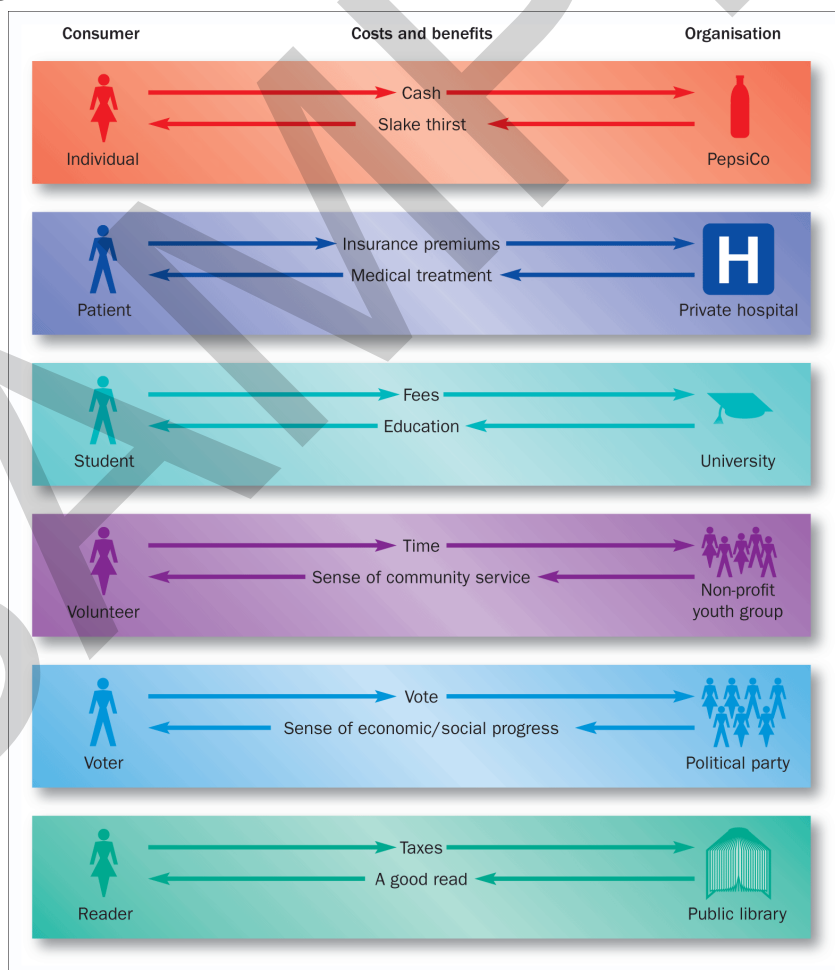 Consumer Costs and benefits Organisation
Cash
Slake thirst
Individual PepsiCo
Insurance premiums
Medical treatment
H
Patient Private hospital
Fees
Education
Student University
Time
Sense of community service
Volunteer
Non-profit
youth group
Vote
Sense of economic/social progress
Voter Political party
Taxes
A good read
Reader Public library